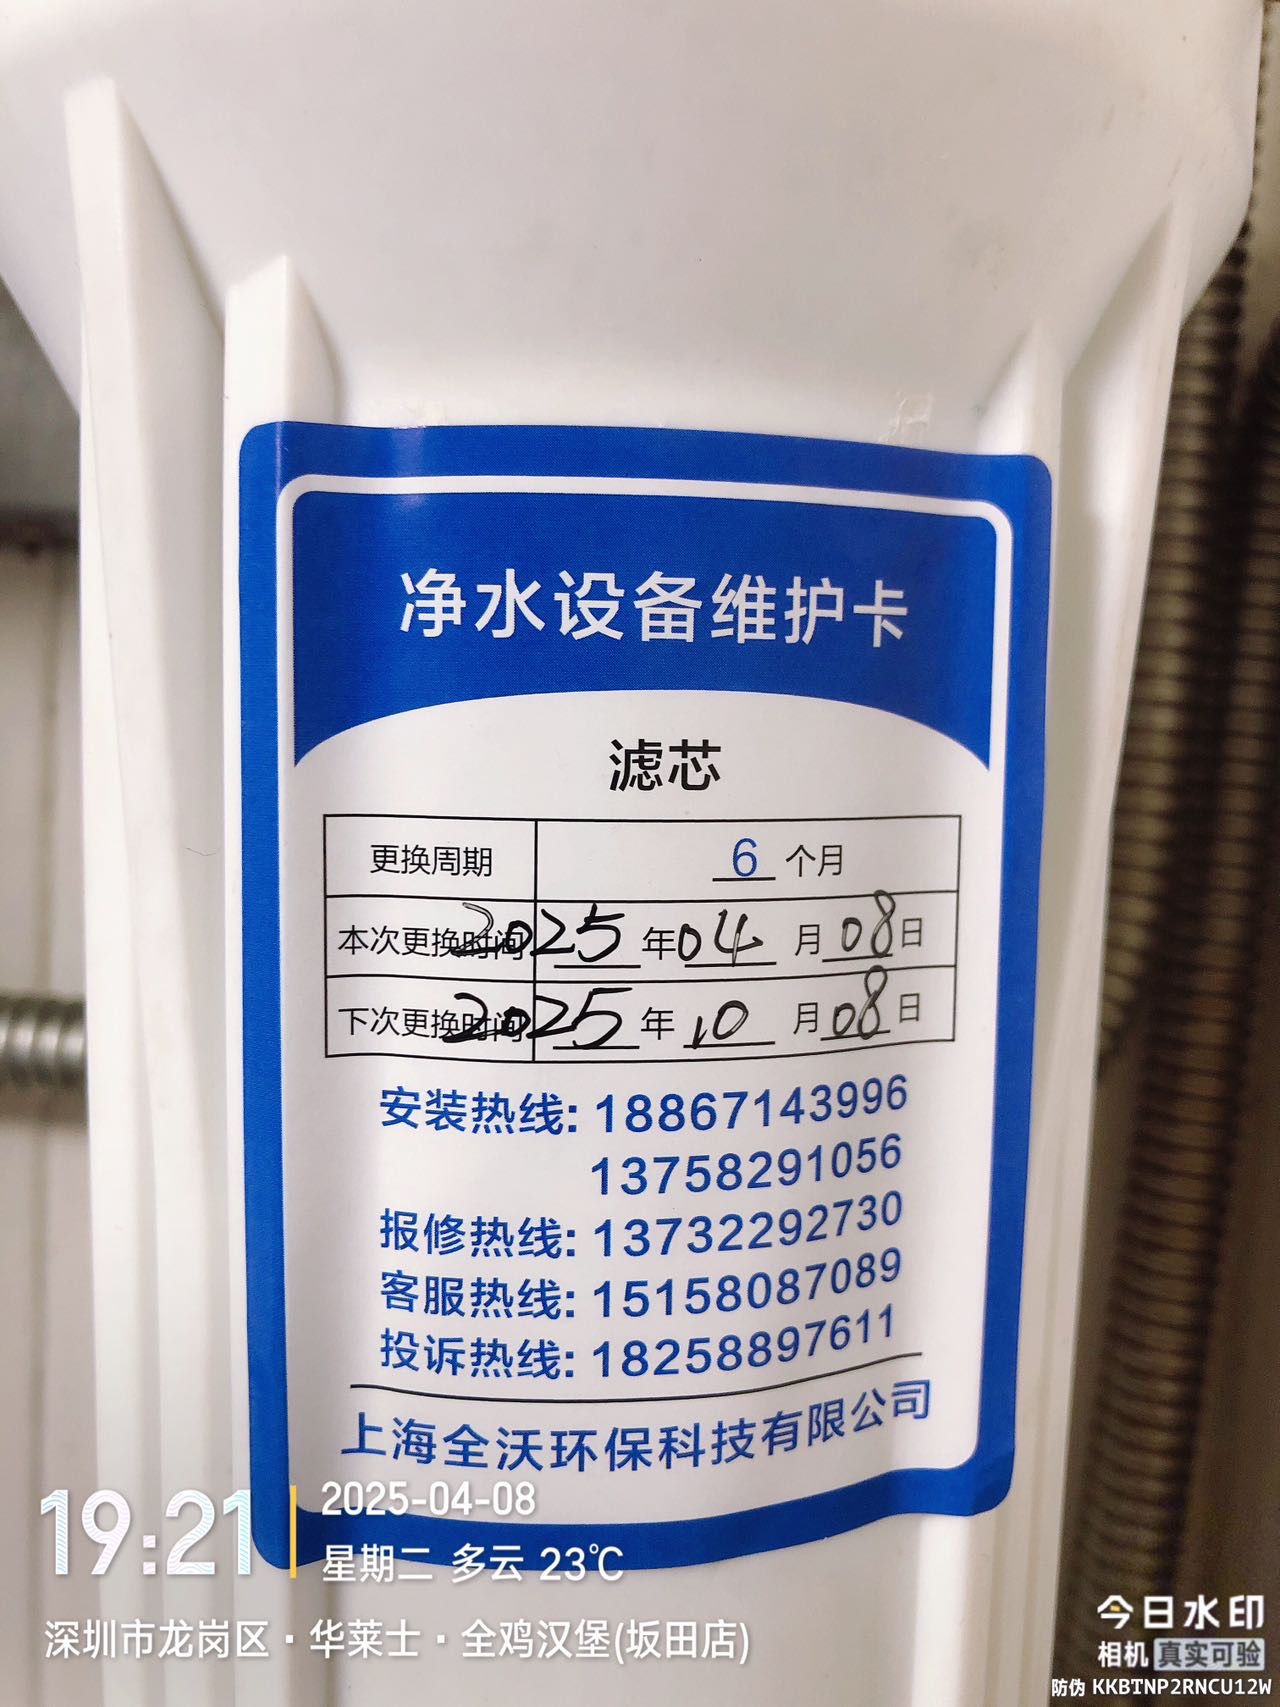 净水设备维护卡
滤芯
更换周期 6 个月
本次更换时间 2025 年 04 月 08 日
下次更换时间 2025 年 10 月 08 日
安装热线: 18867143996
13758291056
报修热线: 13732292730
客服热线: 15158087089
投诉热线: 18258897611
上海全沃环保科技有限公司
19:21
2025-04-08
星期二 多云 23℃
深圳市龙岗区·华莱士·全鸡汉堡(坂田店)
今日水印
相机 真实可验
防伪 KKBTNP2RNCU12W